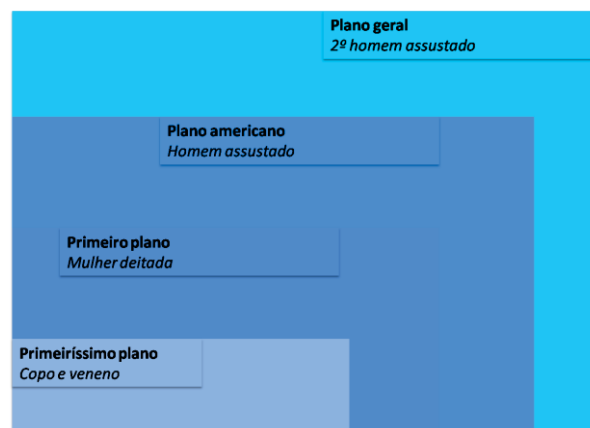 Plano geral
2º homem assustado
Plano americano
Homem assustado
Primeiro plano
Mulher deitada
Primeiríssimo plano
Copo e veneno